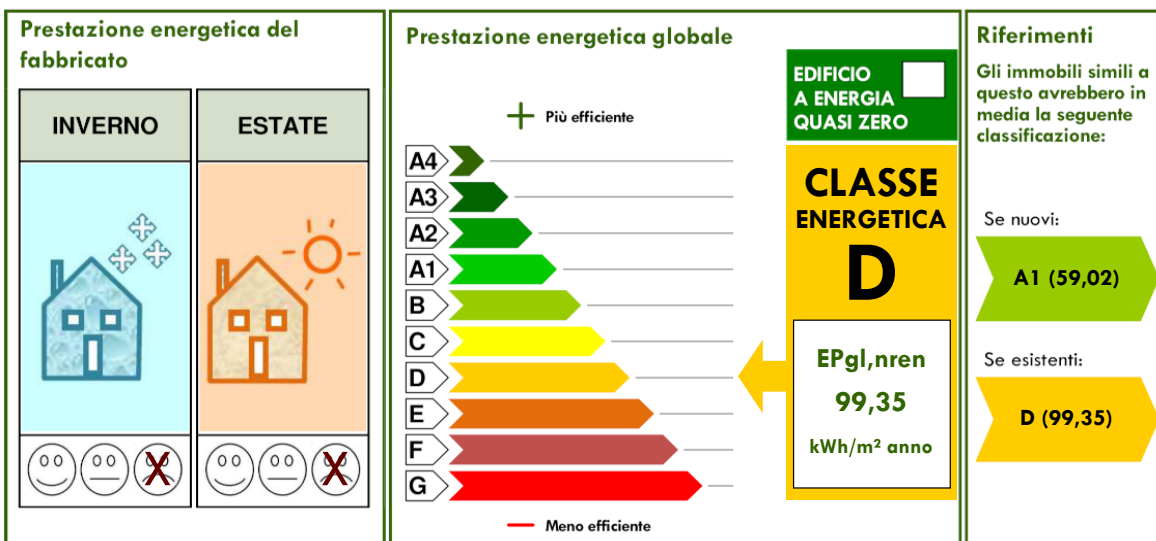 Prestazione energetica del
fabbricato
INVERNO
ESTATE
Prestazione energetica globale
Più efficiente
A4
A3
A2
A1
B
C
D
E
F
G
Meno efficiente
EDIFICIO
A ENERGIA
QUASI ZERO
CLASSE
ENERGETICA
D
EPgl,nren
99,35
kWh/m² anno
Riferimenti
Gli immobili simili a
questo avrebbero in
media la seguente
classificazione:
Se nuovi:
A1 (59,02)
Se esistenti:
D (99,35)